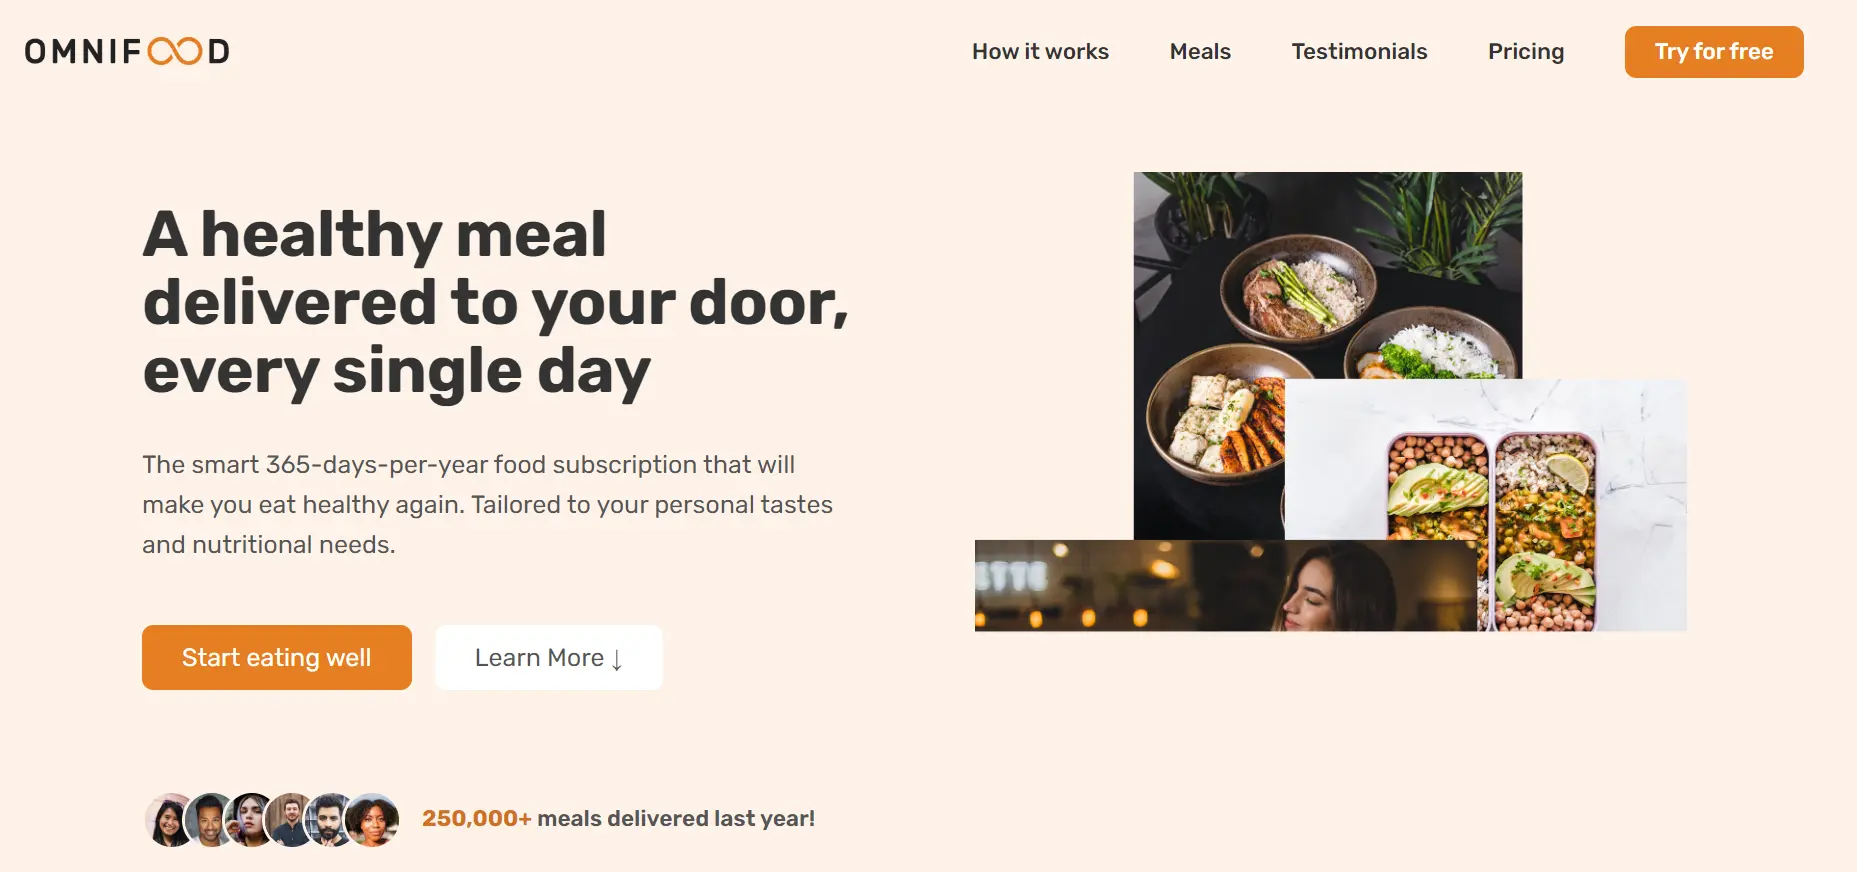 OMNIFOOD
How it works
Meals
Testimonials
Pricing
Try for free
A healthy meal
delivered to your door,
every single day
The smart 365-days-per-year food subscription that will
make you eat healthy again. Tailored to your personal tastes
and nutritional needs.
Start eating well
Learn More ↓
250,000+ meals delivered last year!